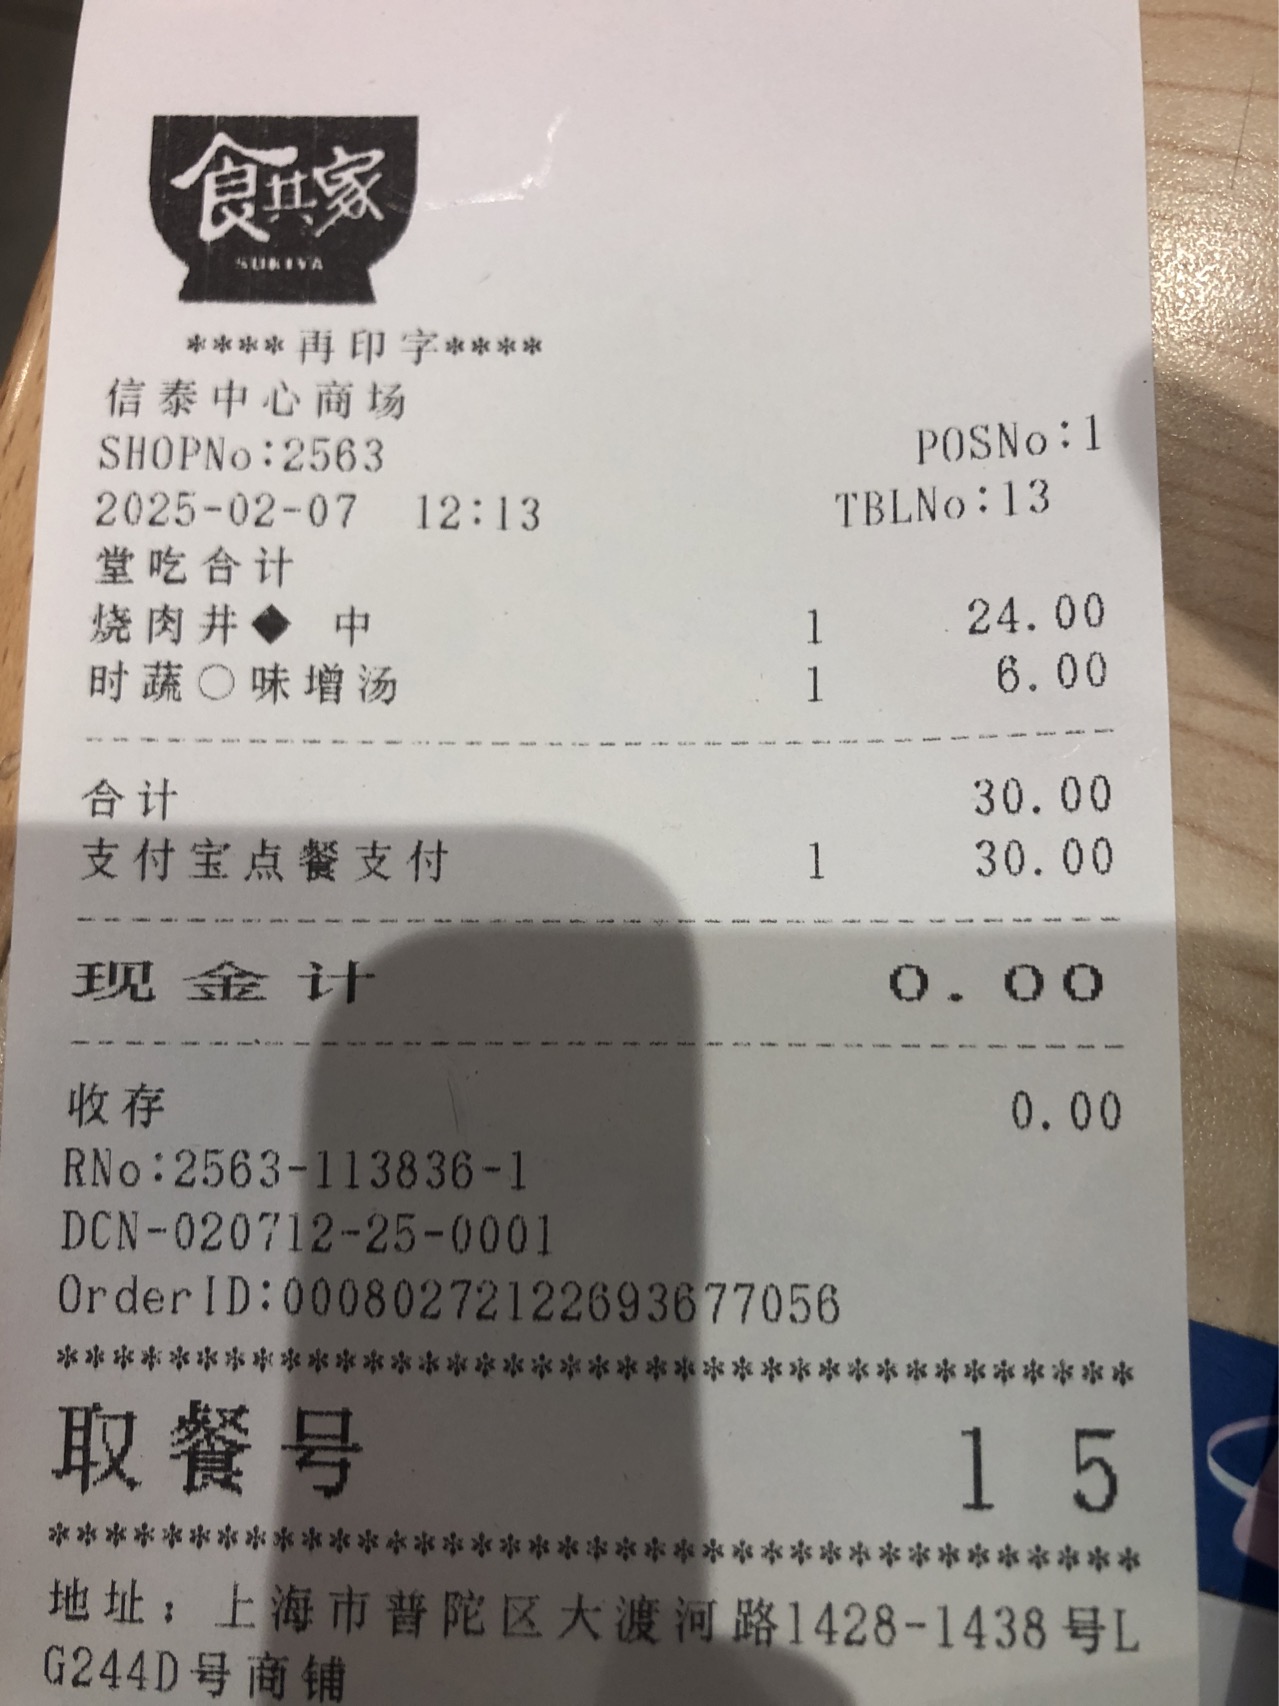 食其家
SUKIYA
****再印字****
信泰中心商场
SHOPNo:2563 POSNo:1
2025-02-07 12:13 TBLNo:13
堂吃合计
烧肉井◆ 中 1 24.00
时蔬○味增汤 1 6.00
合计 30.00
支付宝点餐支付 1 30.00
现金计 0.00
收存 0.00
RNo:2563-113836-1
DCN-020712-25-0001
OrderID:00080272122693677056
**************************************
取餐号 15
**************************************
地址：上海市普陀区大渡河路1428-1438号L
G244D号商铺